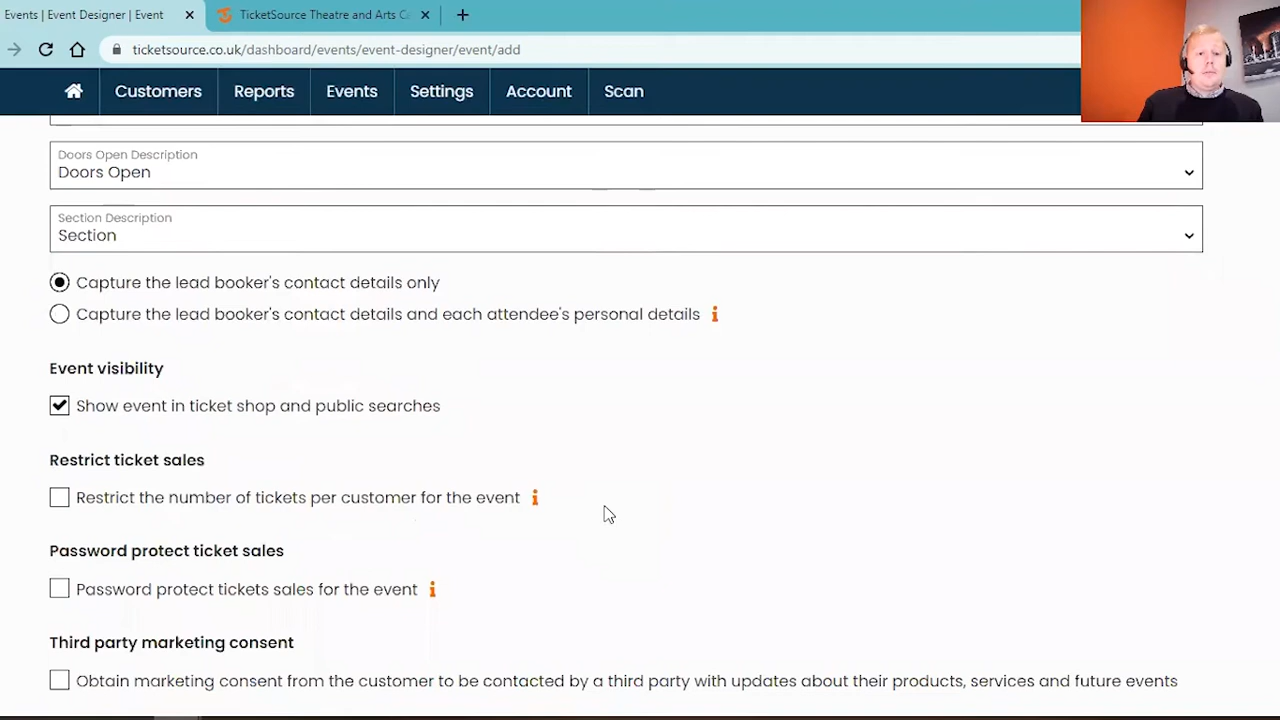 Events | Event Designer | Event
TicketSource Theatre and Arts Ca
ticketsource.co.uk/dashboard/events/event-designer/event/add
Customers
Reports
Events
Settings
Account
Scan
Doors Open Description
Doors Open
Section Description
Section
Capture the lead booker's contact details only
Capture the lead booker's contact details and each attendee's personal details
Event visibility
Show event in ticket shop and public searches
Restrict ticket sales
Restrict the number of tickets per customer for the event
Password protect ticket sales
Password protect tickets sales for the event
Third party marketing consent
Obtain marketing consent from the customer to be contacted by a third party with updates about their products, services and future events